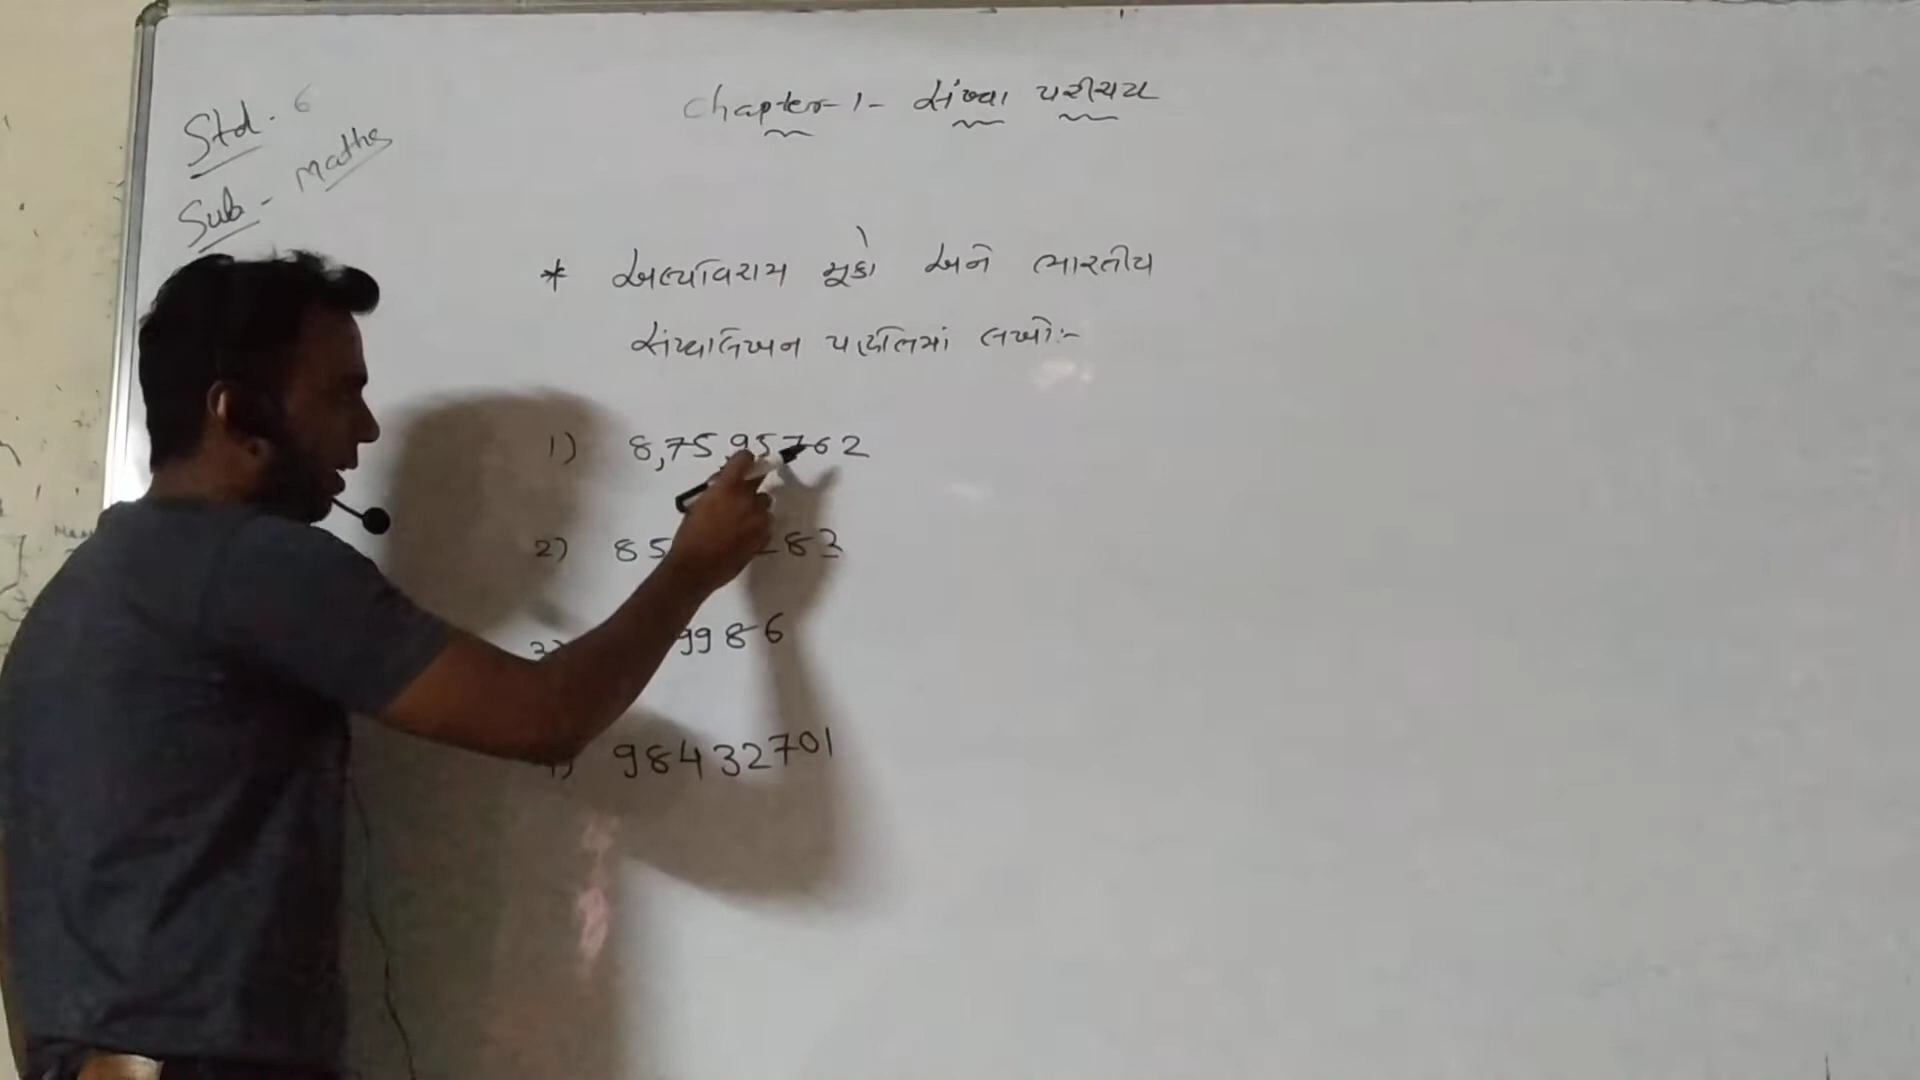 Std. 6
Sub - maths
Chapter-1- સંખ્યા પરીચય
* અલ્પવિરામ મૂકો અને ભારતીય
સંખ્યાલેખન પદ્ધતિમાં લખો:-
1) 8,75,95762
2) 85 283
9986
98432701